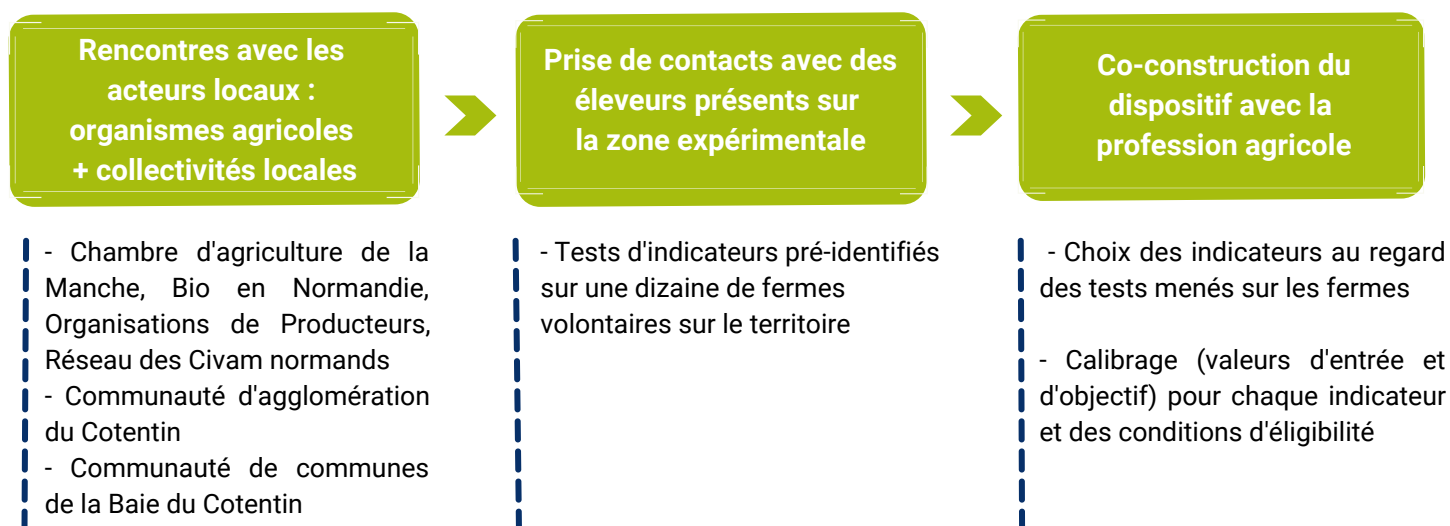 Rencontres avec les
acteurs locaux :
organismes agricoles
+ collectivités locales
- Chambre d'agriculture de la
Manche, Bio en Normandie,
Organisations de Producteurs,
Réseau des Civam normands
- Communauté d'agglomération
du Cotentin
- Communauté de communes
de la Baie du Cotentin
Prise de contacts avec des
éleveurs présents sur
la zone expérimentale
- Tests d'indicateurs pré-identifiés
sur une dizaine de fermes
volontaires sur le territoire
Co-construction du
dispositif avec la
profession agricole
- Choix des indicateurs au regard
des tests menés sur les fermes
- Calibrage (valeurs d'entrée et
d'objectif) pour chaque indicateur
et des conditions d'éligibilité